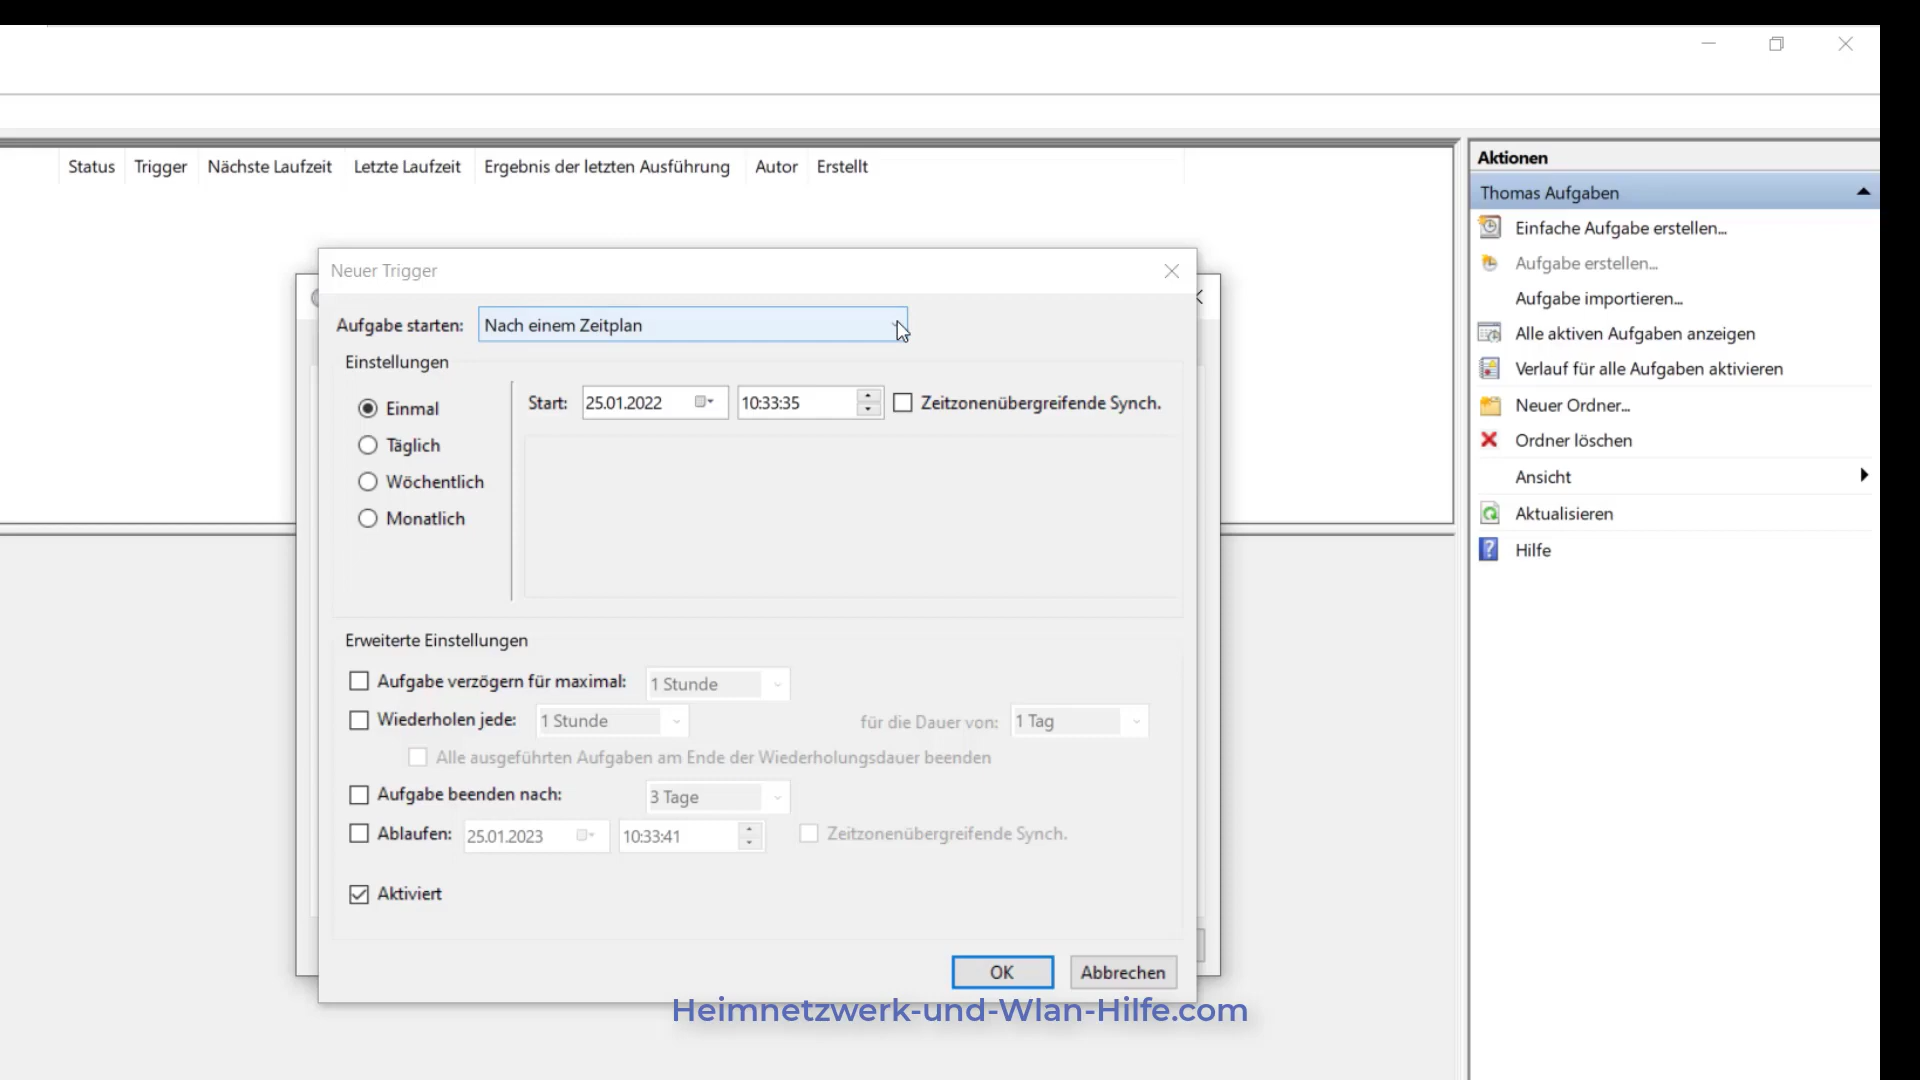 Status Trigger Nächste Laufzeit Letzte Laufzeit Ergebnis der letzten Ausführung Autor Erstellt
Neuer Trigger
Aufgabe starten: Nach einem Zeitplan
Einstellungen
Einmal
Täglich
Wöchentlich
Monatlich
Start: 25.01.2022 10:33:35 Zeitzonenübergreifende Synch.
Erweiterte Einstellungen
Aufgabe verzögern für maximal: 1 Stunde
Wiederholen jede: 1 Stunde für die Dauer von: 1 Tag
Alle ausgeführten Aufgaben am Ende der Wiederholungsdauer beenden
Aufgabe beenden nach: 3 Tage
Ablaufen: 25.01.2023 10:33:41 Zeitzonenübergreifende Synch.
Aktiviert
OK Abbrechen
Aktionen
Thomas Aufgaben
Einfache Aufgabe erstellen...
Aufgabe erstellen...
Aufgabe importieren...
Alle aktiven Aufgaben anzeigen
Verlauf für alle Aufgaben aktivieren
Neuer Ordner...
Ordner löschen
Ansicht
Aktualisieren
Hilfe
Heimnetzwerk-und-Wlan-Hilfe.com